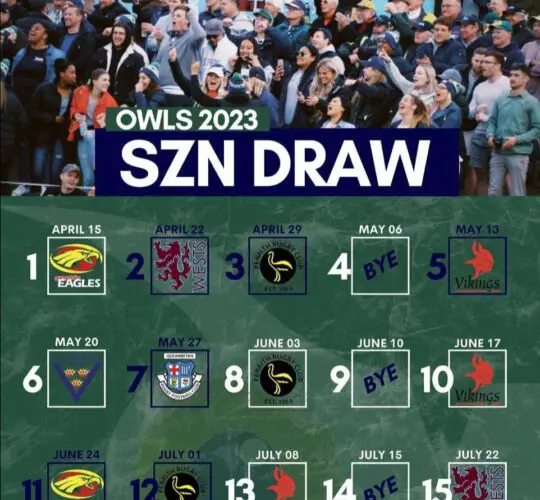 OWLS 2023
SZN DRAW
APRIL 15
1
EAGLES
APRIL 22
2
WESTS
APRIL 29
3
PENRITH RUGBY CLUB
EST. 1965
MAY 06
4
BYE
MAY 13
5
Vikings
MAY 20
6
MAY 27
7
QUEANBEYAN
JUNE 03
8
PENRITH RUGBY CLUB
EST. 1965
JUNE 10
9
BYE
JUNE 17
10
Vikings
JUNE 24
11
JULY 01
12
JULY 08
13
JULY 15
14
BYE
JULY 22
15
WESTS